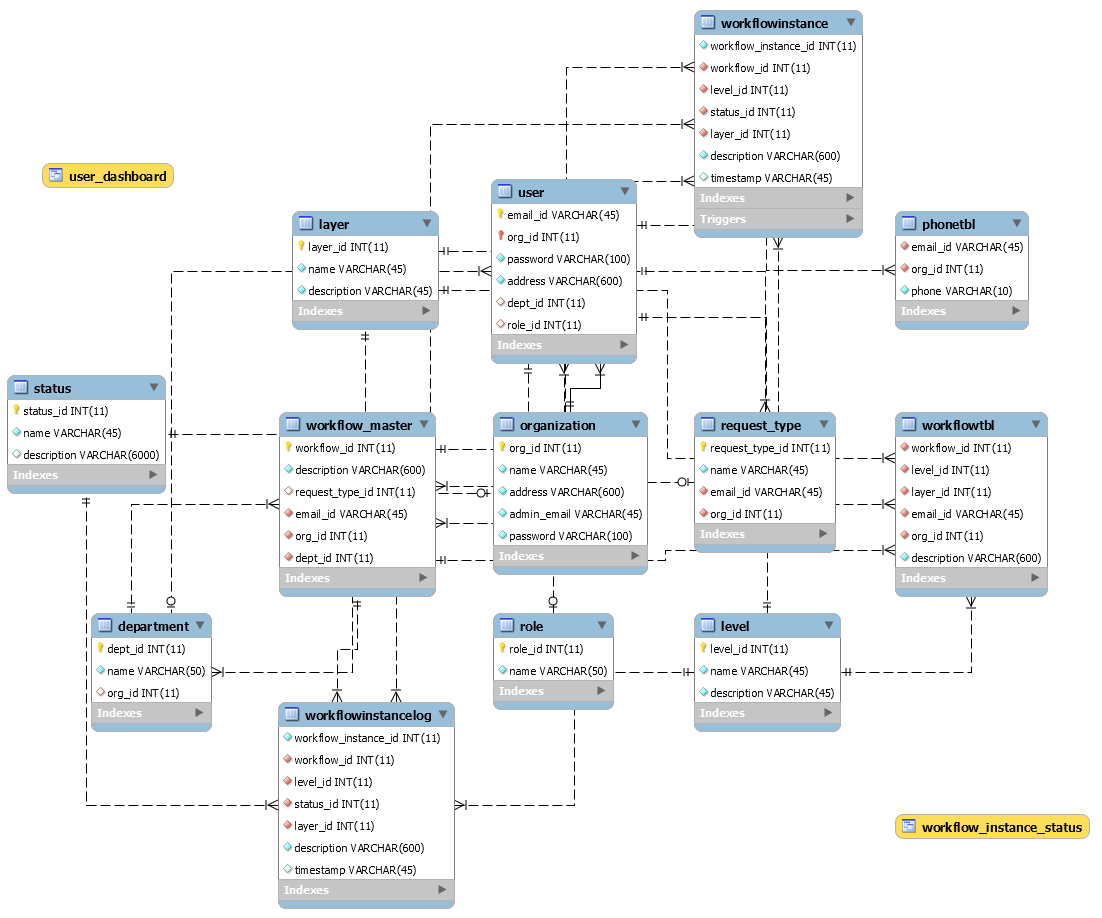 workflowinstance
workflow_instance_id INT(11)
workflow_id INT(11)
level_id INT(11)
status_id INT(11)
layer_id INT(11)
description VARCHAR(600)
timestamp VARCHAR(45)
Indexes
Triggers
user_dashboard
user
email_id VARCHAR(45)
org_id INT(11)
password VARCHAR(100)
address VARCHAR(600)
dept_id INT(11)
role_id INT(11)
Indexes
layer
layer_id INT(11)
name VARCHAR(45)
description VARCHAR(45)
Indexes
phonetbl
email_id VARCHAR(45)
org_id INT(11)
phone VARCHAR(10)
Indexes
status
status_id INT(11)
name VARCHAR(45)
description VARCHAR(6000)
Indexes
workflow_master
workflow_id INT(11)
description VARCHAR(600)
request_type_id INT(11)
email_id VARCHAR(45)
org_id INT(11)
dept_id INT(11)
Indexes
organization
org_id INT(11)
name VARCHAR(45)
address VARCHAR(600)
admin_email VARCHAR(45)
password VARCHAR(100)
Indexes
request_type
request_type_id INT(11)
name VARCHAR(45)
email_id VARCHAR(45)
org_id INT(11)
Indexes
workflowtbl
workflow_id INT(11)
level_id INT(11)
layer_id INT(11)
email_id VARCHAR(45)
org_id INT(11)
description VARCHAR(600)
Indexes
department
dept_id INT(11)
name VARCHAR(50)
org_id INT(11)
Indexes
role
role_id INT(11)
name VARCHAR(50)
Indexes
level
level_id INT(11)
name VARCHAR(45)
description VARCHAR(45)
Indexes
workflowinstancelog
workflow_instance_id INT(11)
workflow_id INT(11)
level_id INT(11)
status_id INT(11)
layer_id INT(11)
description VARCHAR(600)
timestamp VARCHAR(45)
Indexes
workflow_instance_status